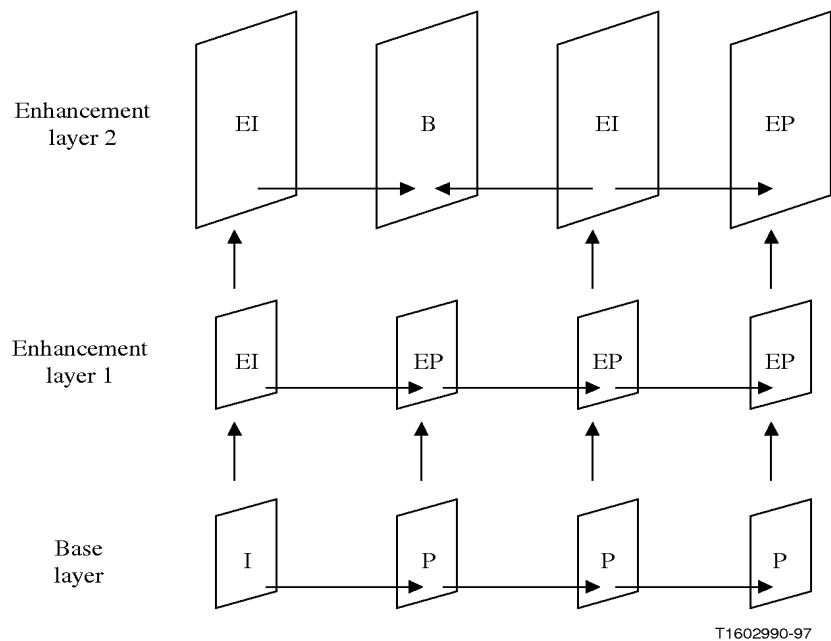 Enhancement
layer 2
EI
B
EI
EP
Enhancement
layer 1
EI
EP
EP
EP
Base
layer
I
P
P
P
T1602990-97